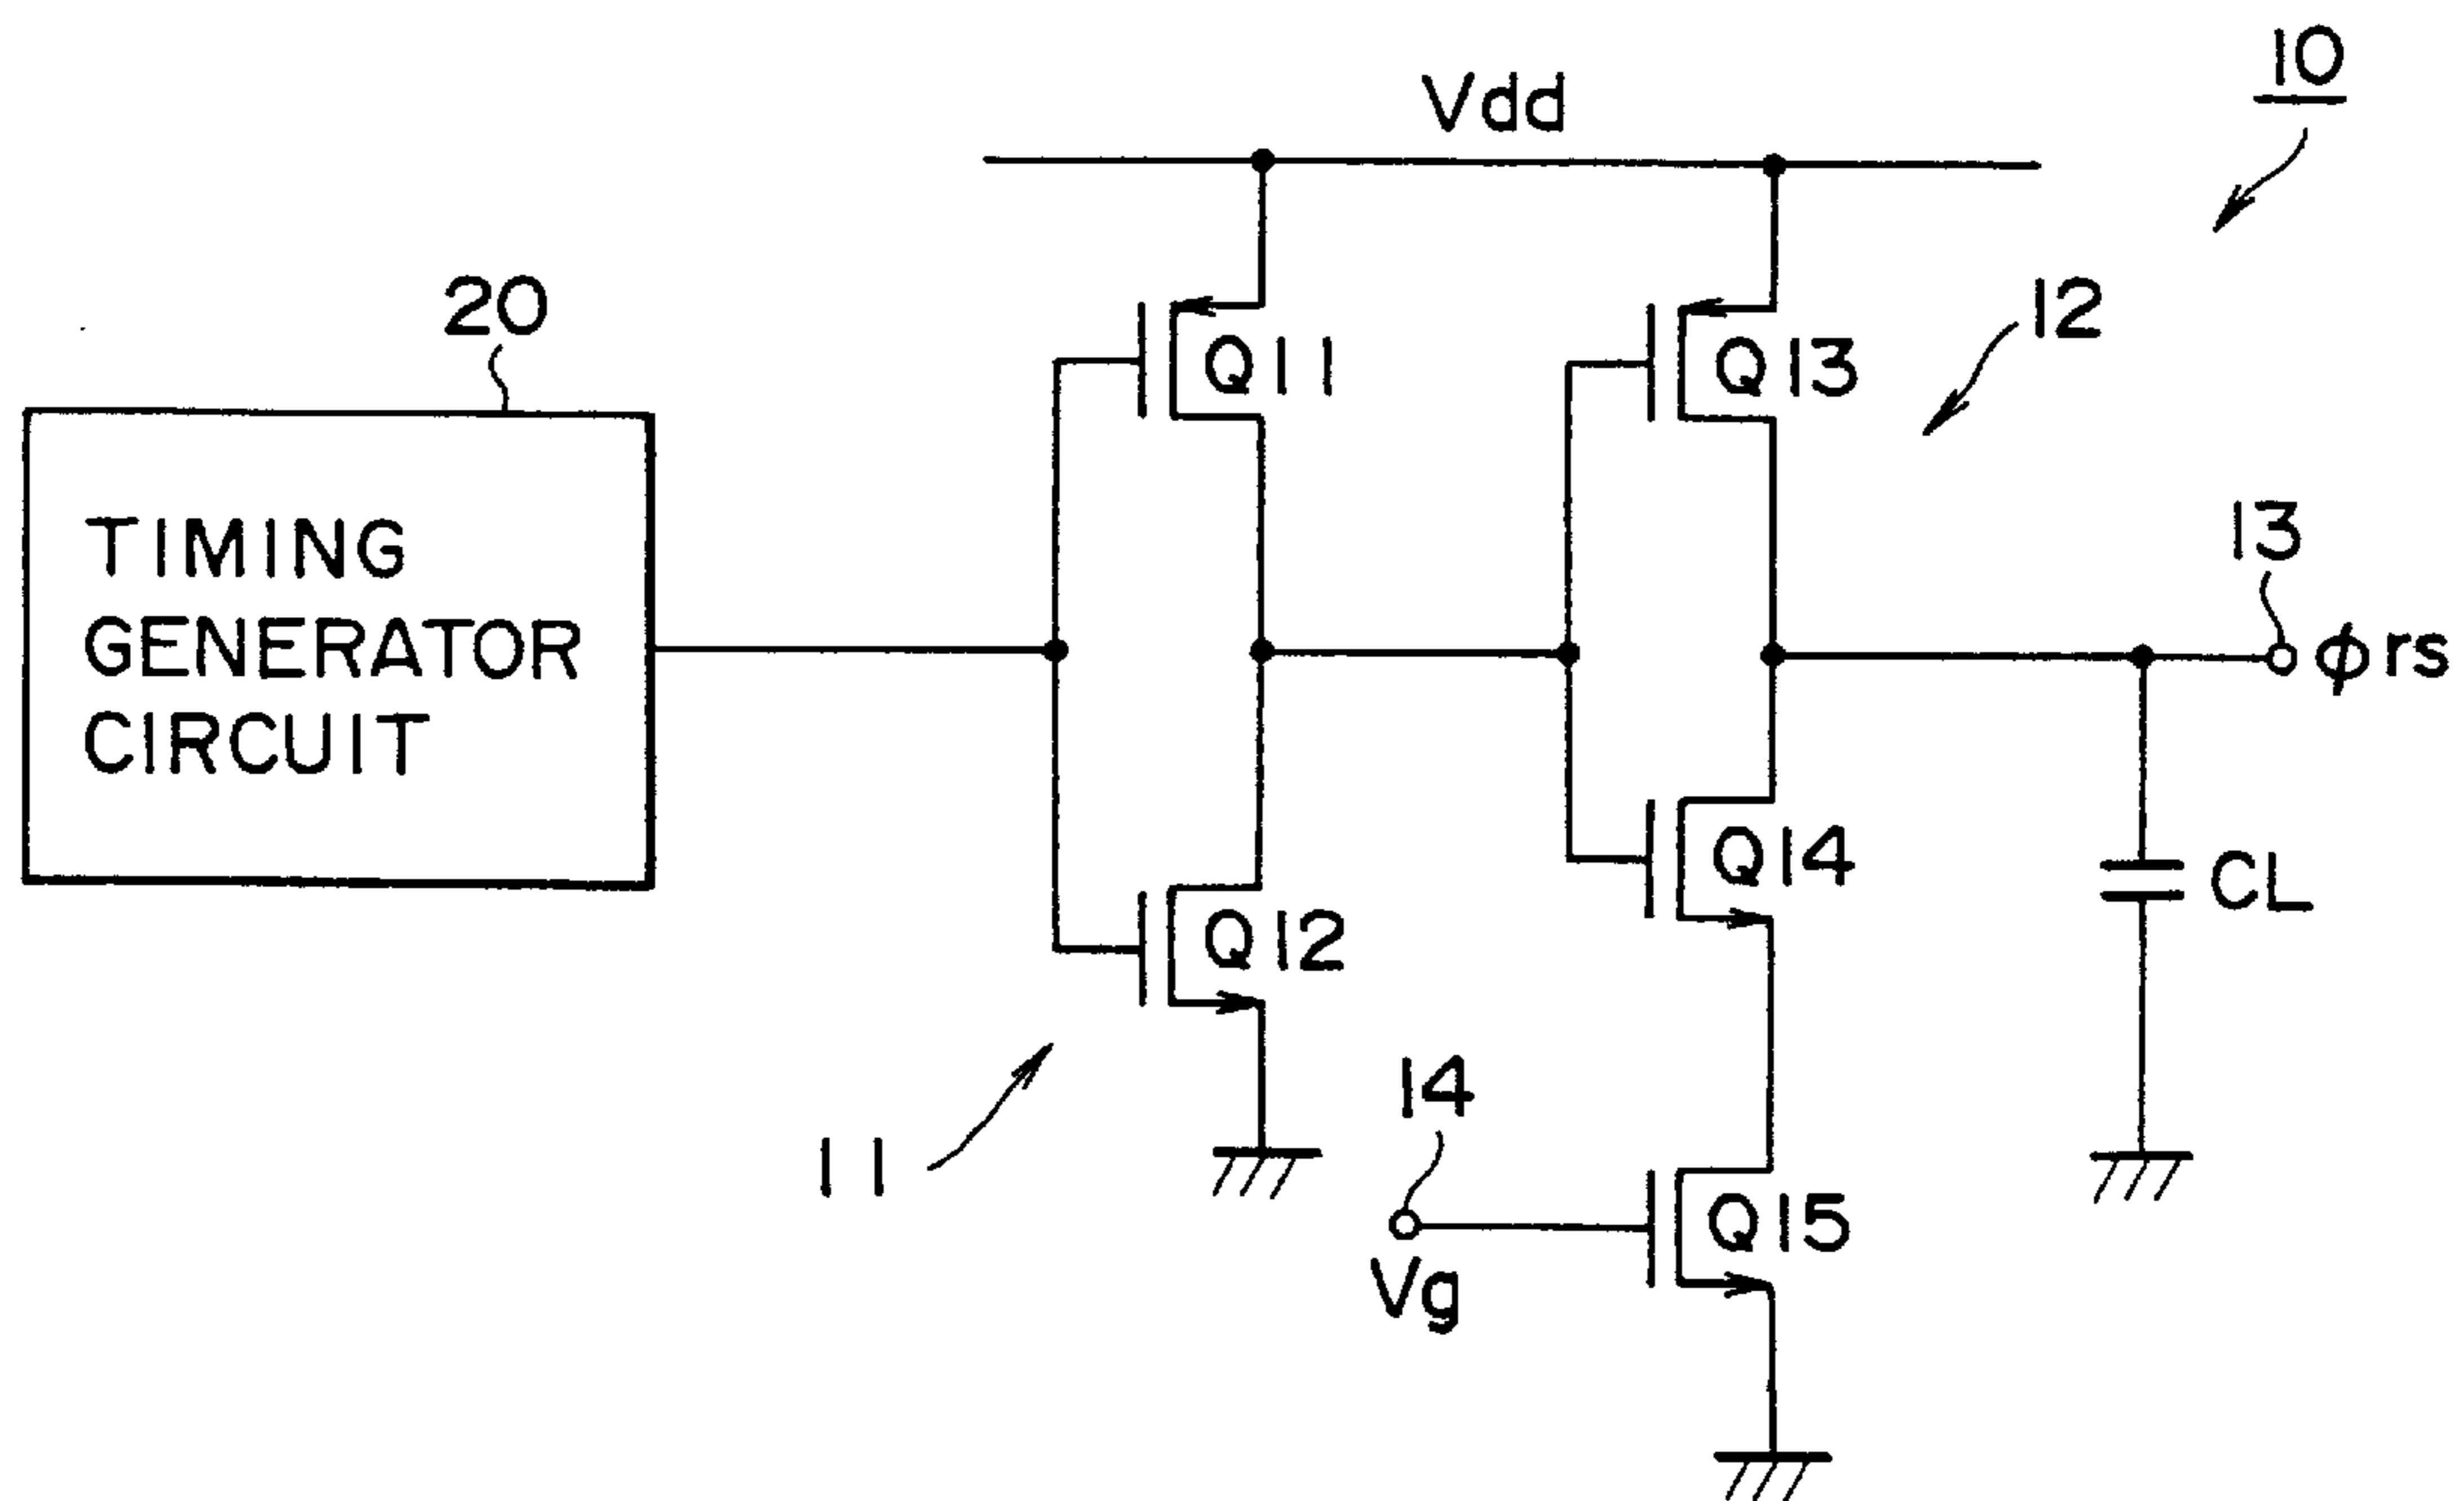 10
Vdd
20
Q11
Q13
12
TIMING
GENERATOR
CIRCUIT
13
φrs
Q14
CL
Q12
14
11
Q15
Vg